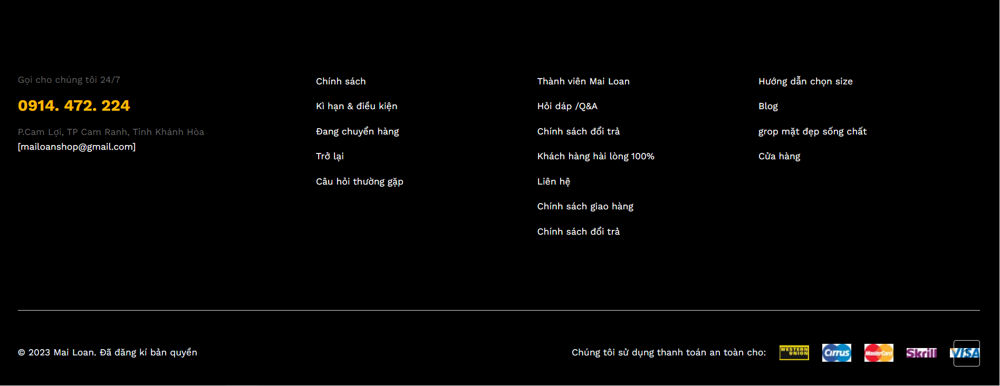 Gọi cho chúng tôi 24/7
0914. 472. 224
P.Cam Lợi, TP Cam Ranh, Tỉnh Khánh Hòa
[mailoanshop@gmail.com]
Chính sách
Kì hạn & điều kiện
Đang chuyển hàng
Trở lại
Câu hỏi thường gặp
Thành viên Mai Loan
Hỏi dáp /Q&A
Chính sách đổi trả
Khách hàng hài lòng 100%
Liên hệ
Chính sách giao hàng
Chính sách đổi trả
Hướng dẫn chọn size
Blog
grop mặt đẹp sống chất
Cửa hàng
© 2023 Mai Loan. Đã đăng kí bản quyền
Chúng tôi sử dụng thanh toán an toàn cho:
WESTERN UNION
Cirrus
MasterCard
Skrill
VISA